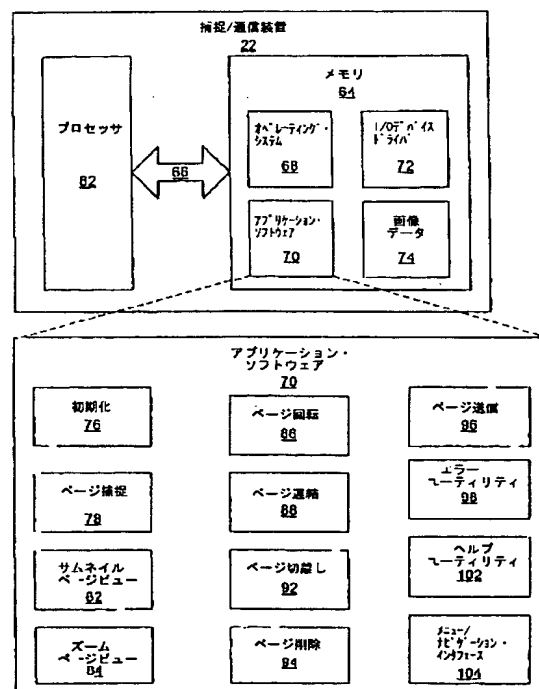 捕捉/通信装置
22
プロセッサ
62
66
メモリ
64
オペレーティング・
システム
68
I/Oデバイス
ドライバ
72
アプリケーション・
ソフトウェア
70
画像
データ
74
アプリケーション・
ソフトウェア
70
初期化
76
ページ回転
86
ページ送信
96
ページ捕捉
78
ページ連結
88
エラー
ユーティリティ
98
サムネイル
ページビュー
82
ページ切離し
92
ヘルプ
ユーティリティ
102
ズーム
ページビュー
84
ページ削除
94
メニュー/
ナビゲーション・
インタフェース
104